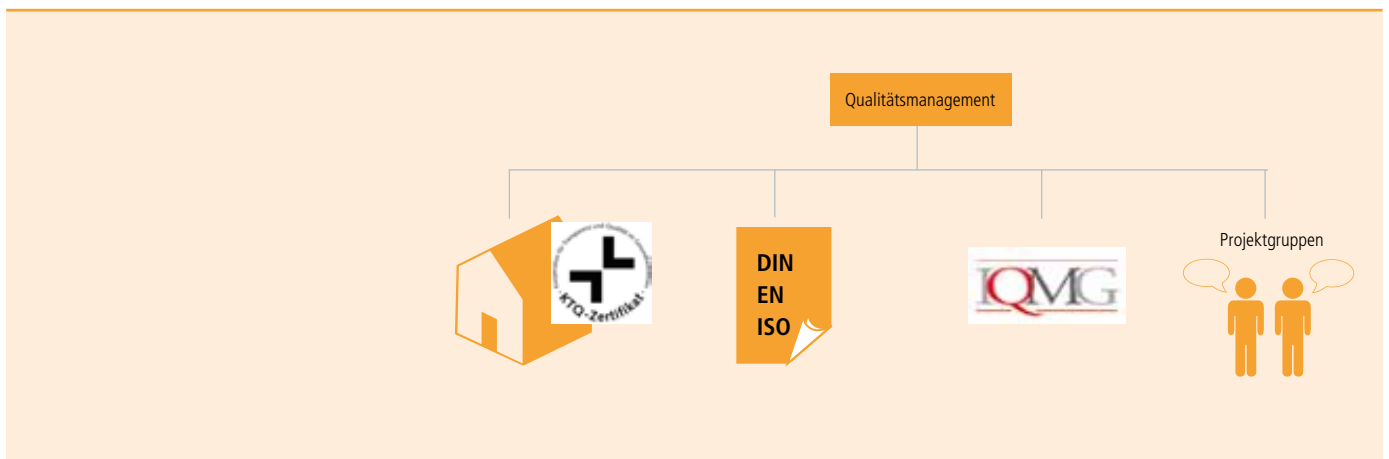 Qualitätsmanagement
KTQ-Zertifikat
DIN
EN
ISO
IQMG
Projektgruppen